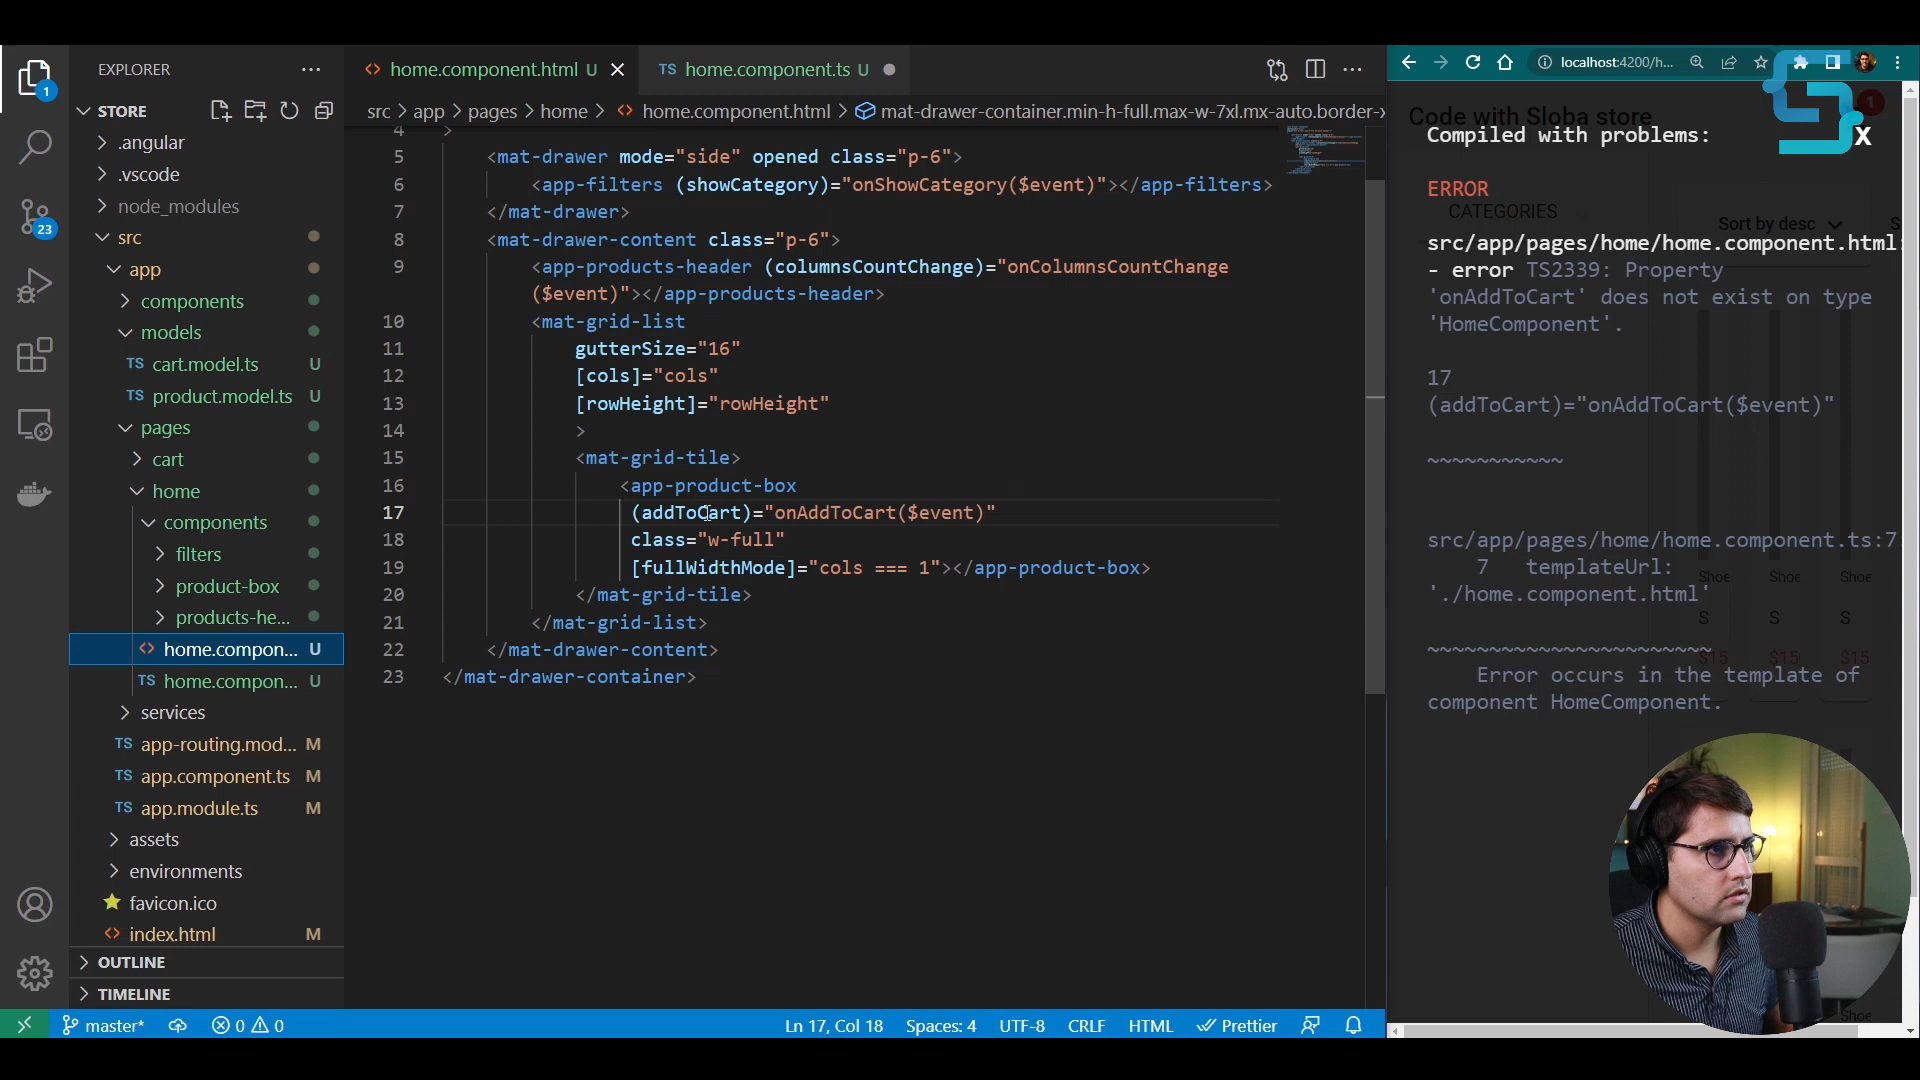 EXPLORER
STORE
.angular
.vscode
node_modules
src
app
components
models
TS cart.model.ts U
TS product.model.ts U
pages
cart
home
components
filters
product-box
products-he...
home.compon... U
TS home.compon... U
services
TS app-routing.mod... M
TS app.component.ts M
TS app.module.ts M
assets
environments
favicon.ico
index.html M
OUTLINE
TIMELINE
1
23
home.component.html U
TS home.component.ts U
src > app > pages > home > home.component.html > mat-drawer-container.min-h-full.max-w-7xl.mx-auto.border-x
4 >
5 <mat-drawer mode="side" opened class="p-6">
6 <app-filters (showCategory)="onShowCategory($event)"></app-filters>
7 </mat-drawer>
8 <mat-drawer-content class="p-6">
9 <app-products-header (columnsCountChange)="onColumnsCountChange
($event)"></app-products-header>
10 <mat-grid-list
11 gutterSize="16"
12 [cols]="cols"
13 [rowHeight]="rowHeight"
14 >
15 <mat-grid-tile>
16 <app-product-box
17 (addToCart)="onAddToCart($event)"
18 class="w-full"
19 [fullWidthMode]="cols === 1"></app-product-box>
20 </mat-grid-tile>
21 </mat-grid-list>
22 </mat-drawer-content>
23 </mat-drawer-container>
master*
0 0
Ln 17, Col 18
Spaces: 4
UTF-8
CRLF
HTML
Prettier
localhost:4200/h...
Code with Sloba store
1
Compiled with problems:
X
ERROR
CATEGORIES
Sort by desc
src/app/pages/home/home.component.html:
- error TS2339: Property
'onAddToCart' does not exist on type
'HomeComponent'.
17
(addToCart)="onAddToCart($event)"
~~~~~~~~~~~
src/app/pages/home/home.component.ts:7
7 templateUrl:
'./home.component.html'
~~~~~~~~~~~~~~~~~~~~~~~
Error occurs in the template of
component HomeComponent.
Shoe Shoe Shoe
S S S
$15 $15 $15
Shoe